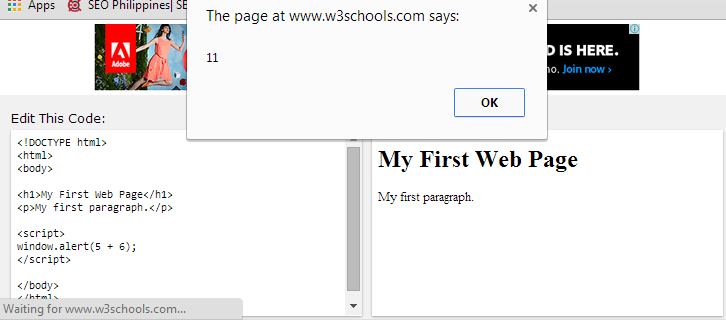 Apps SEO Philippines| SE
The page at www.w3schools.com says:
11
OK
Adobe
D IS HERE.
mo. Join now ›
Edit This Code:
<!DOCTYPE html>
<html>
<body>
<h1>My First Web Page</h1>
<p>My first paragraph.</p>
<script>
window.alert(5 + 6);
</script>
</body>
</html>
Waiting for www.w3schools.com...
My First Web Page
My first paragraph.